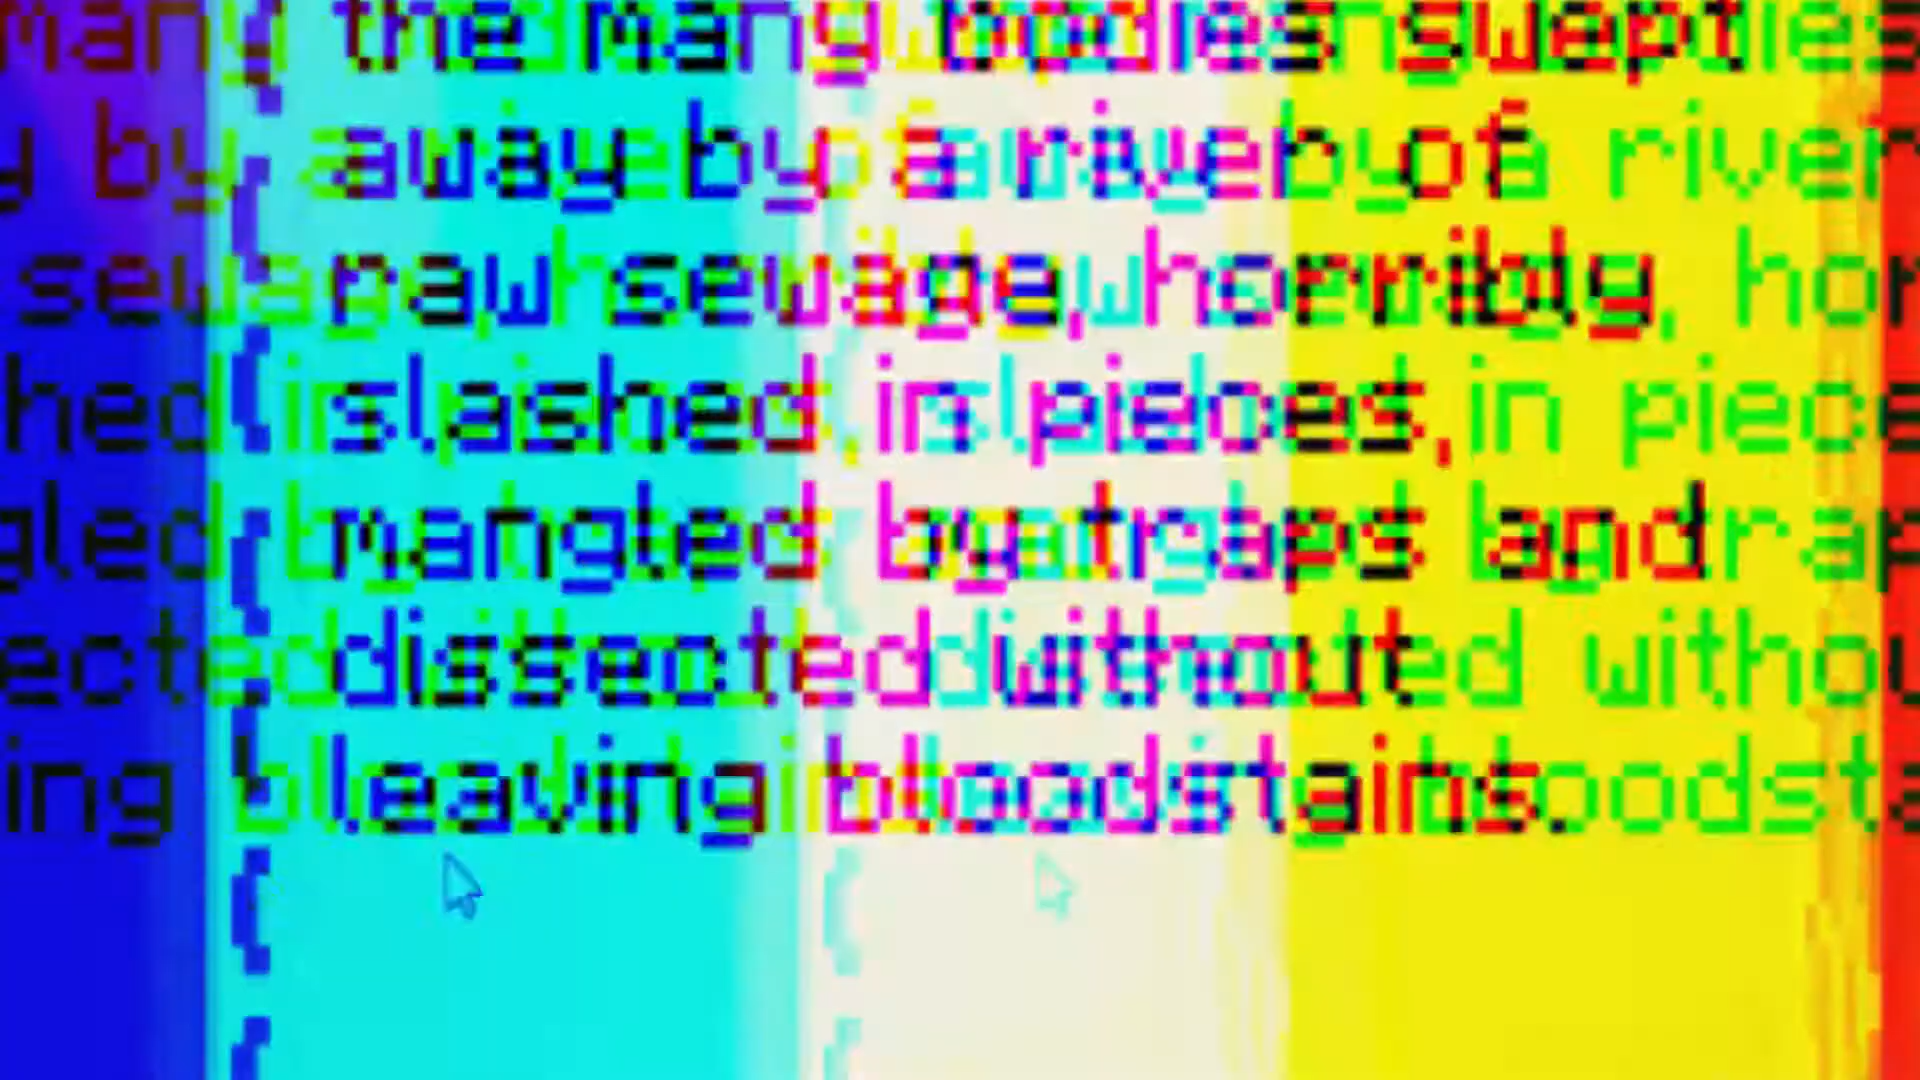 the many bodies swept
away by a river of
raw sewage, horribly
slashed in pieces,
mangled by traps and
dissected without
leaving bloodstains.